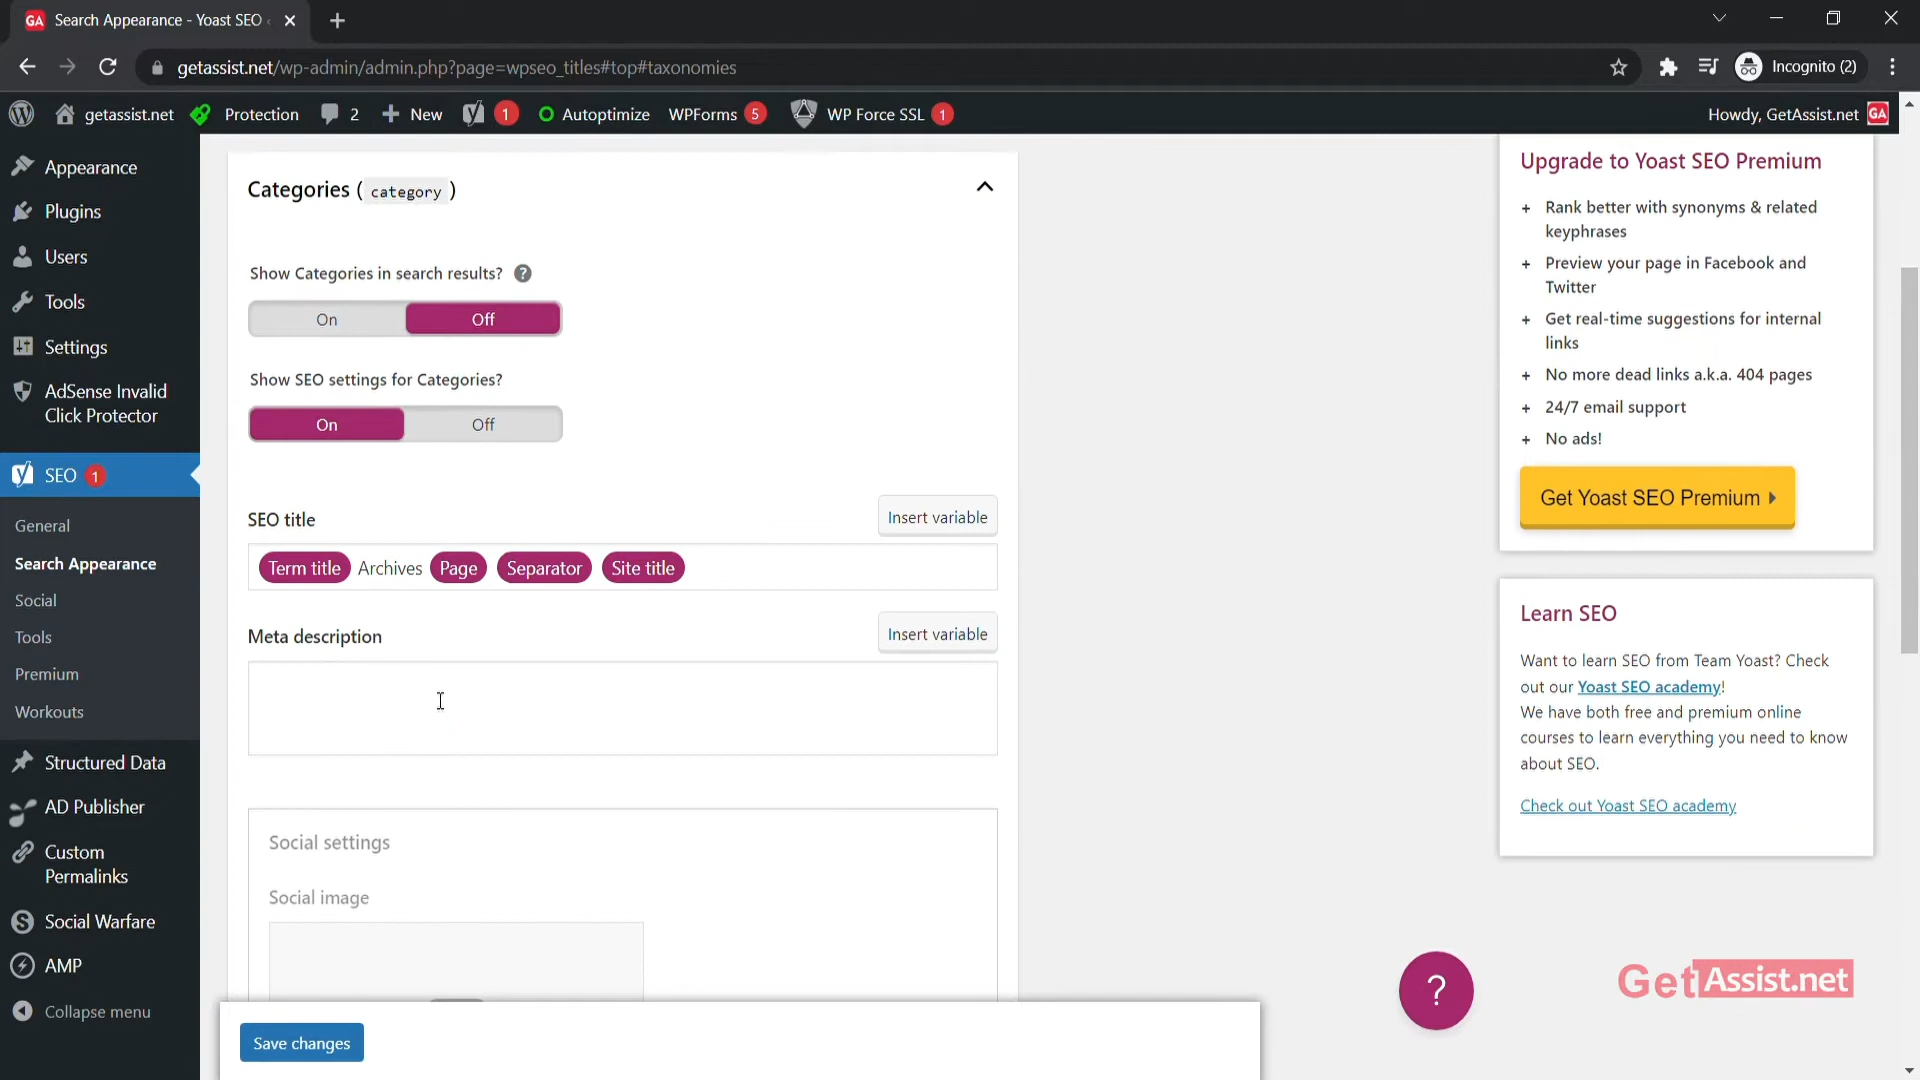 GA Search Appearance - Yoast SEO
getassist.net/wp-admin/admin.php?page=wpseo_titles#top#taxonomies
Incognito (2)
getassist.net Protection 2 New 1 Autoptimize WPForms 5 WP Force SSL 1
Howdy, GetAssist.net GA
Appearance
Plugins
Users
Tools
Settings
AdSense Invalid
Click Protector
SEO 1
General
Search Appearance
Social
Tools
Premium
Workouts
Structured Data
AD Publisher
Custom
Permalinks
Social Warfare
AMP
Collapse menu
Categories ( category )
Show Categories in search results? ?
On Off
Show SEO settings for Categories?
On Off
SEO title
Insert variable
Term title Archives Page Separator Site title
Meta description
Insert variable
Social settings
Social image
Save changes
Upgrade to Yoast SEO Premium
+ Rank better with synonyms & related
keyphrases
+ Preview your page in Facebook and
Twitter
+ Get real-time suggestions for internal
links
+ No more dead links a.k.a. 404 pages
+ 24/7 email support
+ No ads!
Get Yoast SEO Premium
Learn SEO
Want to learn SEO from Team Yoast? Check
out our Yoast SEO academy!
We have both free and premium online
courses to learn everything you need to know
about SEO.
Check out Yoast SEO academy
?
GetAssist.net